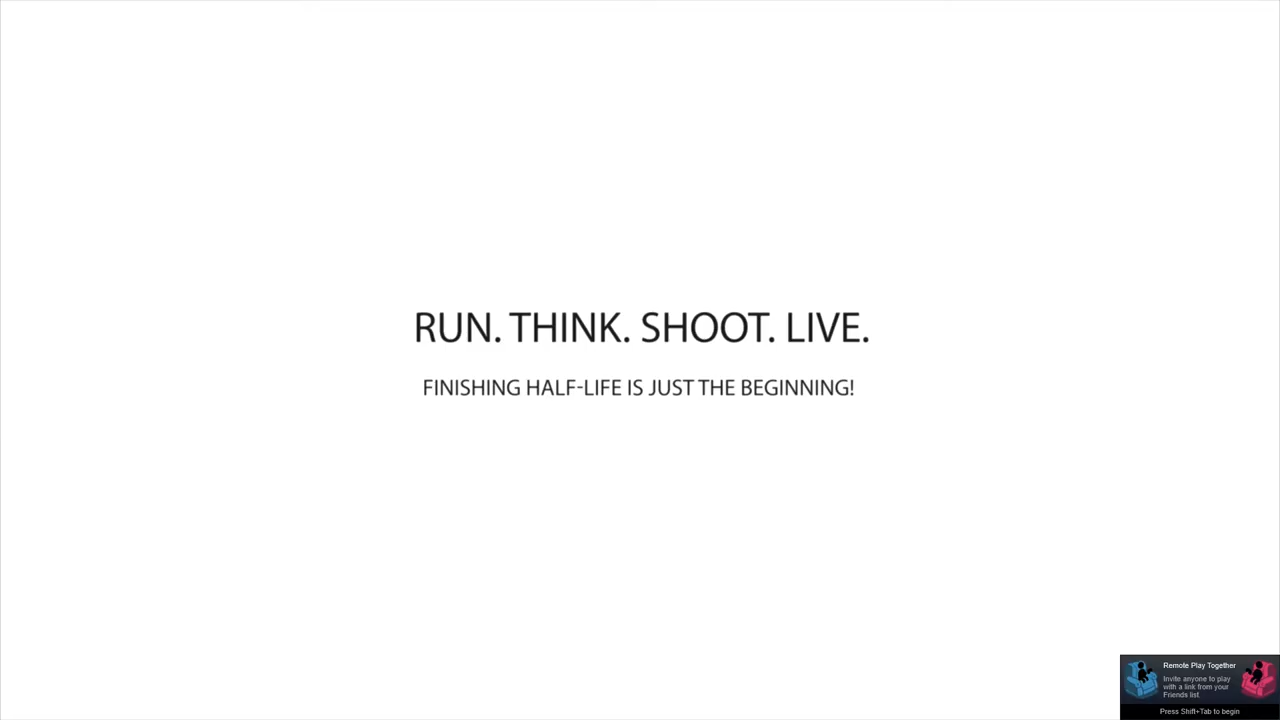 RUN. THINK. SHOOT. LIVE.
FINISHING HALF-LIFE IS JUST THE BEGINNING!
Remote Play Together
Invite anyone to play
with a link from your
Friends list.
Press Shift+Tab to begin